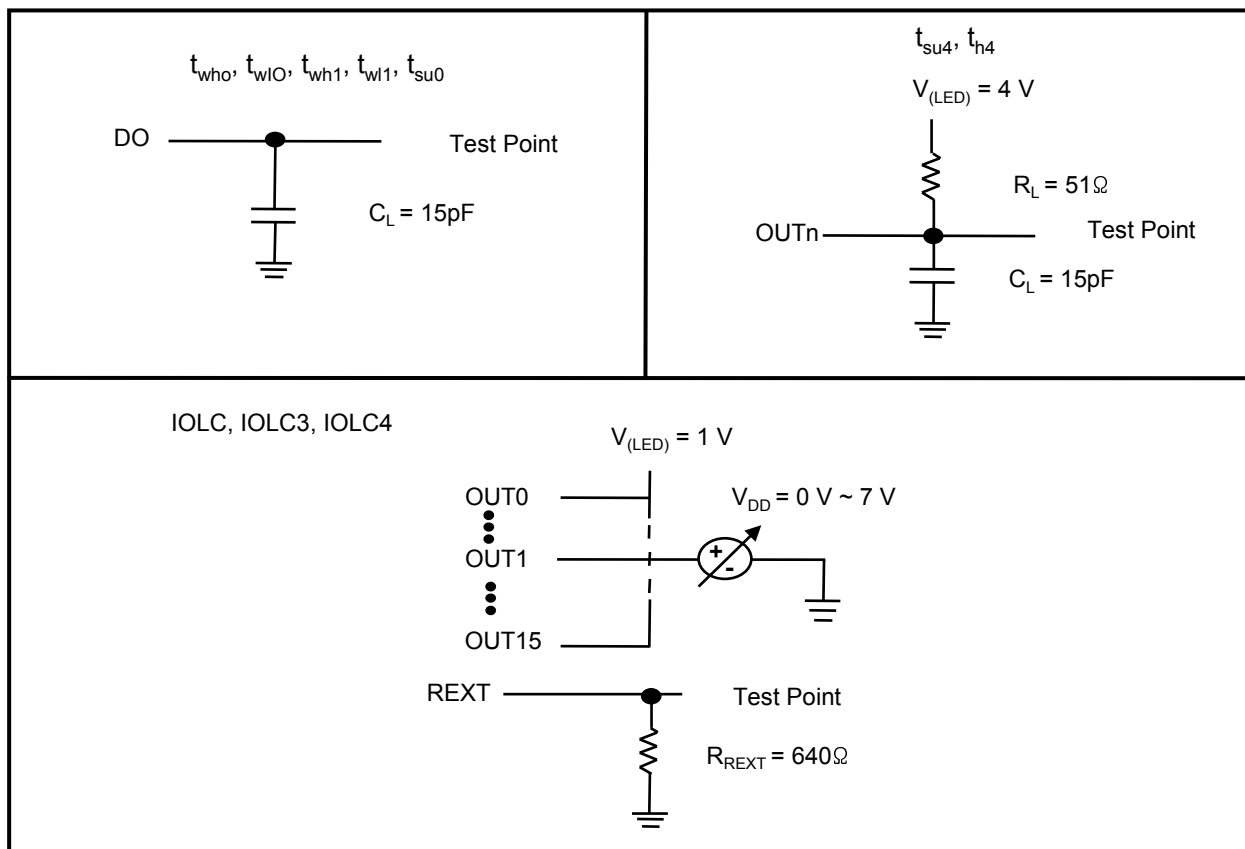 t_who, t_wlO, t_wh1, t_wl1, t_su0
DO
Test Point
C_L = 15pF
t_su4, t_h4
V_(LED) = 4 V
R_L = 51Ω
OUTn
Test Point
C_L = 15pF
IOLC, IOLC3, IOLC4
V_(LED) = 1 V
OUT0
V_DD = 0 V ~ 7 V
OUT1
+
-
OUT15
REXT
Test Point
R_REXT = 640Ω